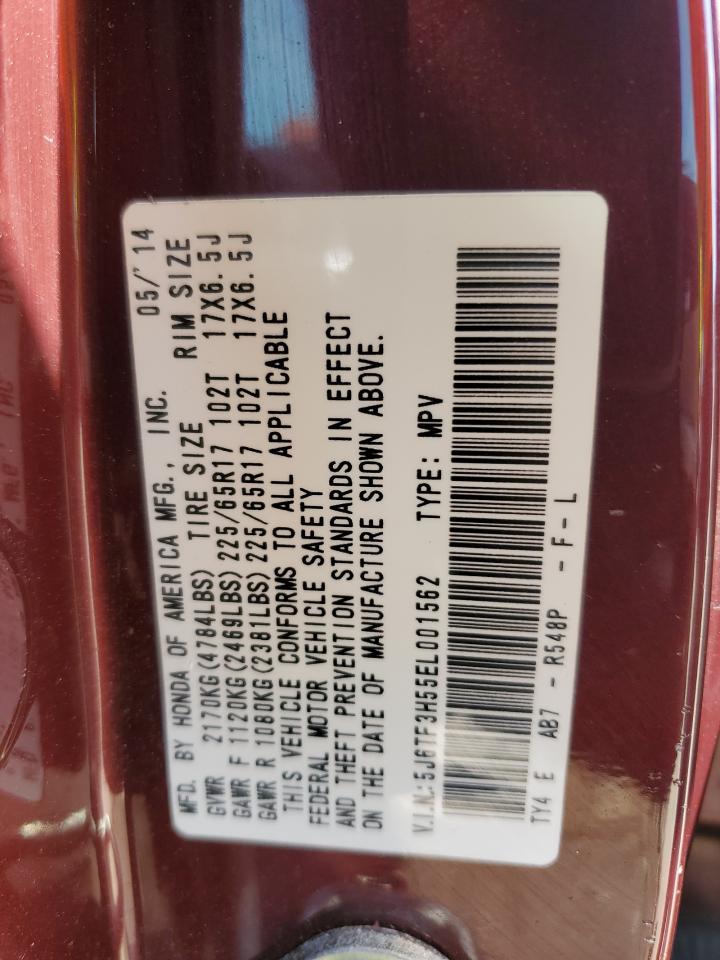 MFD. BY HONDA OF AMERICA MFG., INC. 05/'14
GVWR 2170KG(4784LBS) TIRE SIZE RIM SIZE
GAWR F 1120KG(2469LBS) 225/65R17 102T 17X6.5J
GAWR R 1080KG(2381LBS) 225/65R17 102T 17X6.5J
THIS VEHICLE CONFORMS TO ALL APPLICABLE
FEDERAL MOTOR VEHICLE SAFETY
AND THEFT PREVENTION STANDARDS IN EFFECT
ON THE DATE OF MANUFACTURE SHOWN ABOVE.
V.I.N.: 5J6TF3H55EL001562 TYPE: MPV
TY4 E AB7 - R548P - F - L